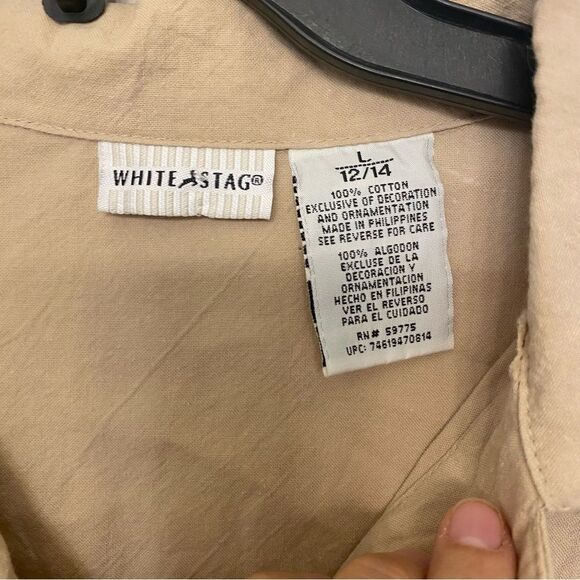 WHITE STAG®
L
12/14
100% COTTON
EXCLUSIVE OF DECORATION
AND ORNAMENTATION
MADE IN PHILIPPINES
SEE REVERSE FOR CARE
100% ALGODON
EXCLUSE DE LA
DECORACION Y
ORNAMENTACION
HECHO EN FILIPINAS
VER EL REVERSO
PARA EL CUIDADO
RN# 59775
UPC: 74619470814